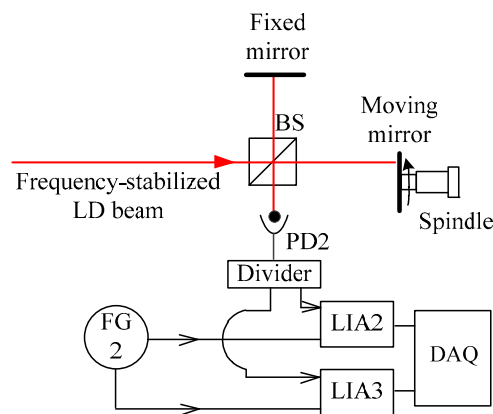 Fixed
mirror
BS
Moving
mirror
Frequency-stabilized
LD beam
Spindle
PD2
Divider
FG
2
LIA2
LIA3
DAQ